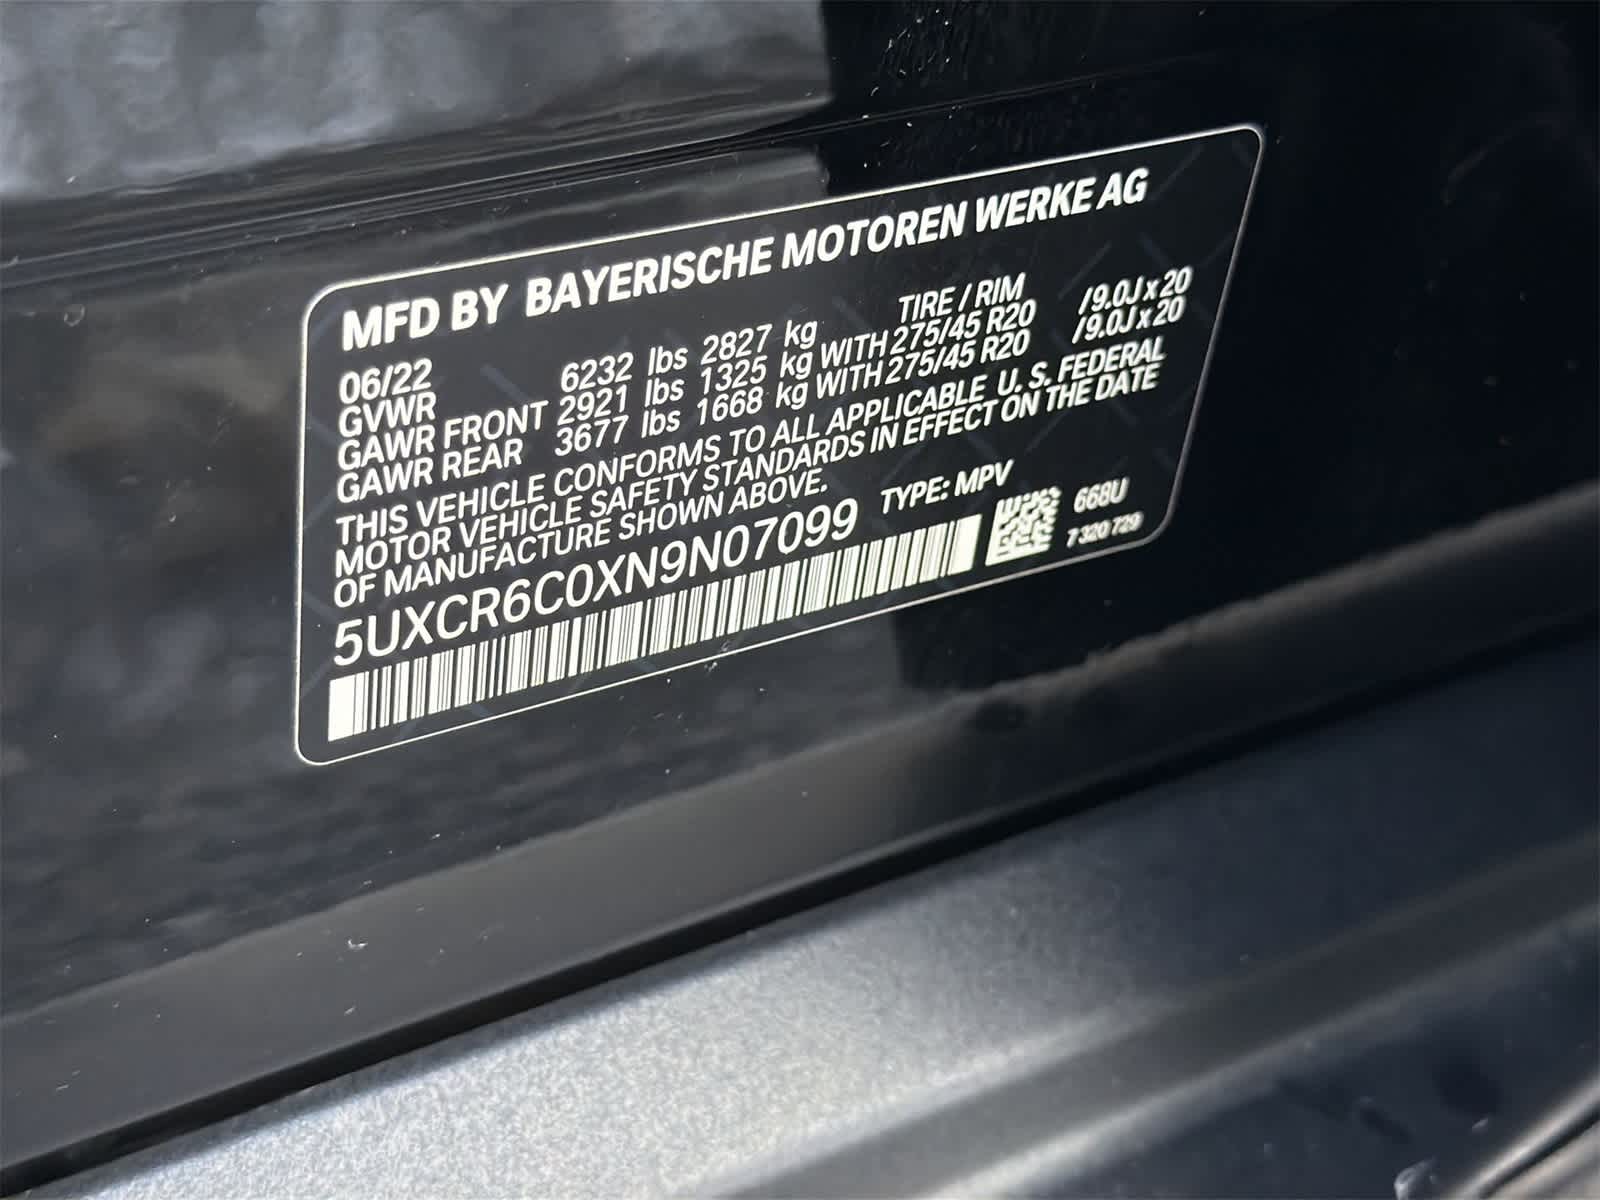 MFD BY BAYERISCHE MOTOREN WERKE AG
06/22 TIRE / RIM
GVWR 6232 lbs 2827 kg
GAWR FRONT 2921 lbs 1325 kg WITH 275/45 R20 /9.0J x 20
GAWR REAR 3677 lbs 1668 kg WITH 275/45 R20 /9.0J x 20
THIS VEHICLE CONFORMS TO ALL APPLICABLE U. S. FEDERAL
MOTOR VEHICLE SAFETY STANDARDS IN EFFECT ON THE DATE
OF MANUFACTURE SHOWN ABOVE.
5UXCR6C0XN9N07099 TYPE: MPV
668U
7 320 729